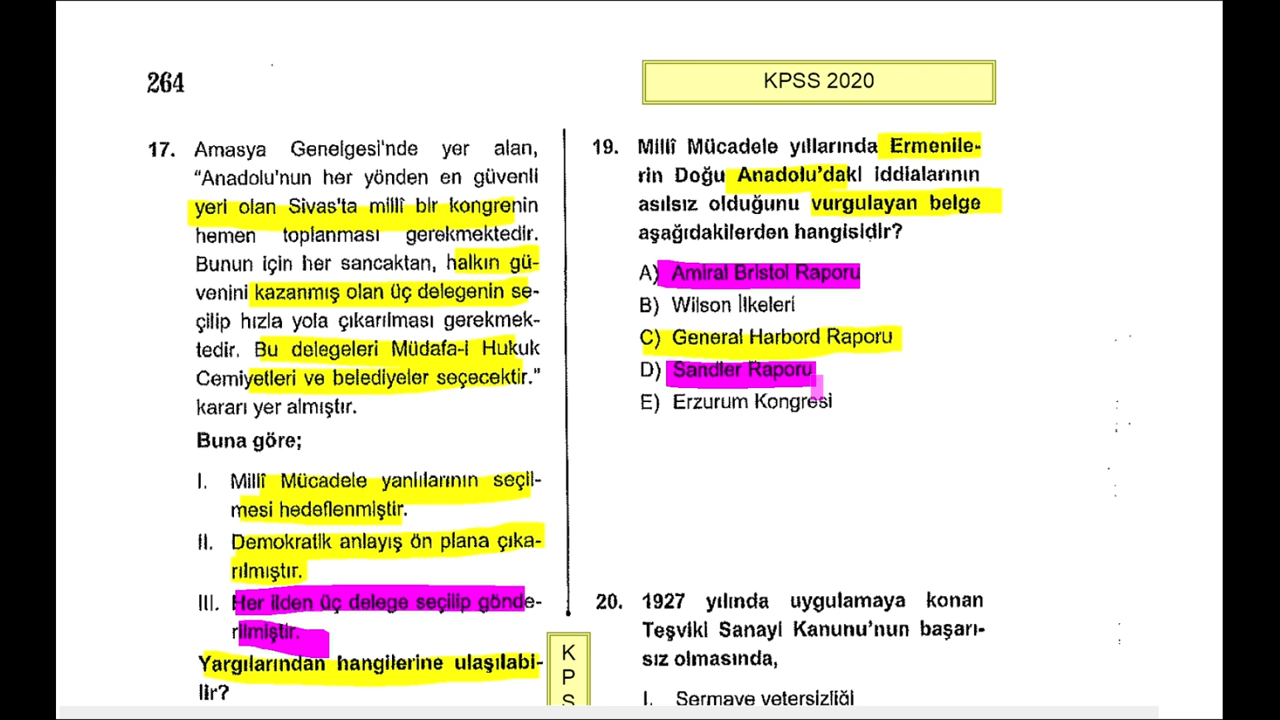 264
KPSS 2020
17. Amasya Genelgesi'nde yer alan,
"Anadolu'nun her yönden en güvenli
yeri olan Sivas'ta millî bir kongrenin
hemen toplanması gerekmektedir.
Bunun için her sancaktan, halkın gü-
venini kazanmış olan üç delegenin se-
çilip hızla yola çıkarılması gerekmek-
tedir. Bu delegeleri Müdafa-i Hukuk
Cemiyetleri ve belediyeler seçecektir."
kararı yer almıştır.
Buna göre;
I. Millî Mücadele yanlılarının seçil-
mesi hedeflenmiştir.
II. Demokratik anlayış ön plana çıka-
rılmıştır.
III. Her ilden üç delege seçilip gönde-
rilmiştir.
Yargılarından hangilerine ulaşılabi-
lir?
K
P
S
19. Millî Mücadele yıllarında Ermenile-
rin Doğu Anadolu'daki iddialarının
asılsız olduğunu vurgulayan belge
aşağıdakilerden hangisidir?
A) Amiral Bristol Raporu
B) Wilson İlkeleri
C) General Harbord Raporu
D) Sandler Raporu
E) Erzurum Kongresi
20. 1927 yılında uygulamaya konan
Teşviki Sanayi Kanunu'nun başarı-
sız olmasında,
I. Sermaye yetersizliği